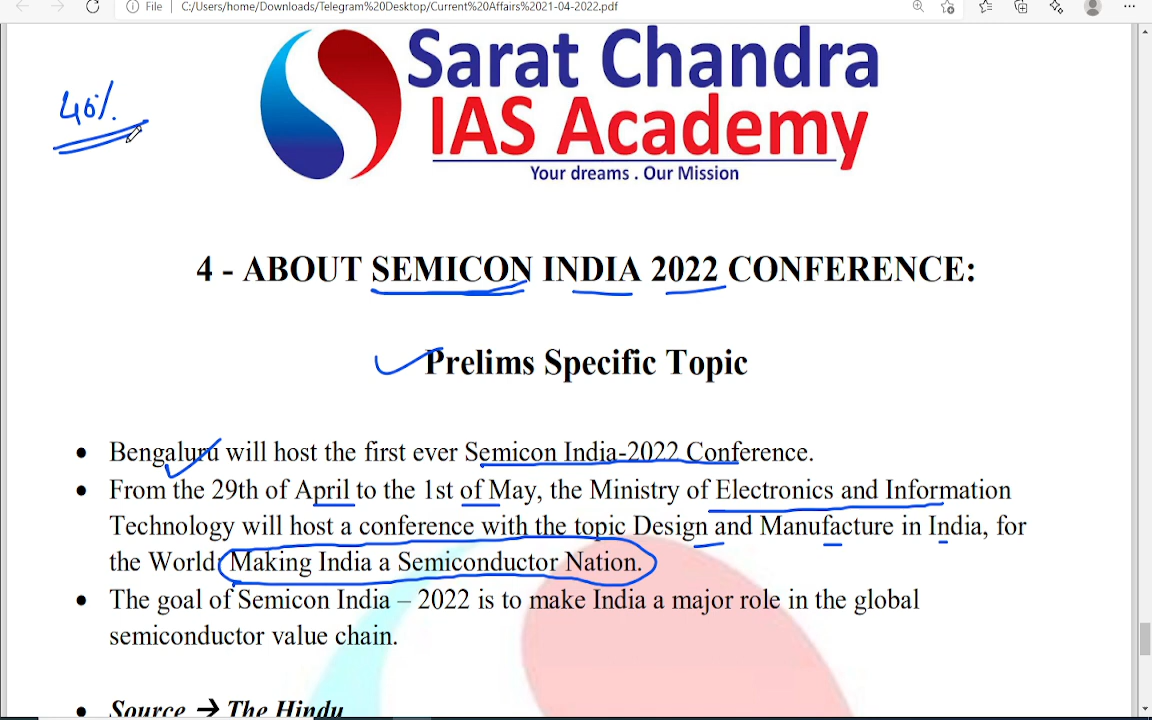 File C:/Users/home/Downloads/Telegram%20Desktop/Current%20Affairs%2021-04-2022.pdf
Sarat Chandra
IAS Academy
Your dreams . Our Mission
40%.
4 - ABOUT SEMICON INDIA 2022 CONFERENCE:
Prelims Specific Topic
• Bengaluru will host the first ever Semicon India-2022 Conference.
• From the 29th of April to the 1st of May, the Ministry of Electronics and Information
Technology will host a conference with the topic Design and Manufacture in India, for
the World: Making India a Semiconductor Nation.
• The goal of Semicon India – 2022 is to make India a major role in the global
semiconductor value chain.
• Source → The Hindu